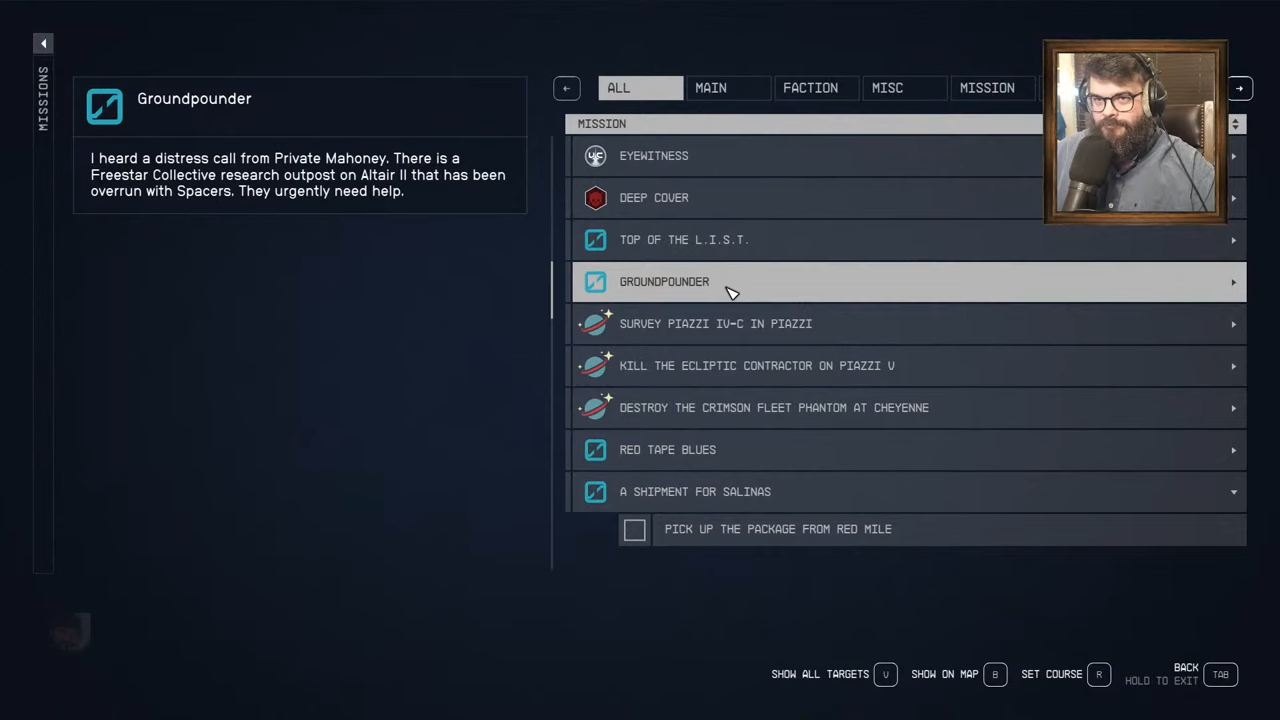 MISSIONS
Groundpounder
I heard a distress call from Private Mahoney. There is a
Freestar Collective research outpost on Altair II that has been
overrun with Spacers. They urgently need help.
ALL
MAIN
FACTION
MISC
MISSION
MISSION
EYEWITNESS
DEEP COVER
TOP OF THE L.I.S.T.
GROUNDPOUNDER
SURVEY PIAZZI IV-C IN PIAZZI
KILL THE ECLIPTIC CONTRACTOR ON PIAZZI V
DESTROY THE CRIMSON FLEET PHANTOM AT CHEYENNE
RED TAPE BLUES
A SHIPMENT FOR SALINAS
PICK UP THE PACKAGE FROM RED MILE
SHOW ALL TARGETS V
SHOW ON MAP B
SET COURSE R
BACK
HOLD TO EXIT
TAB